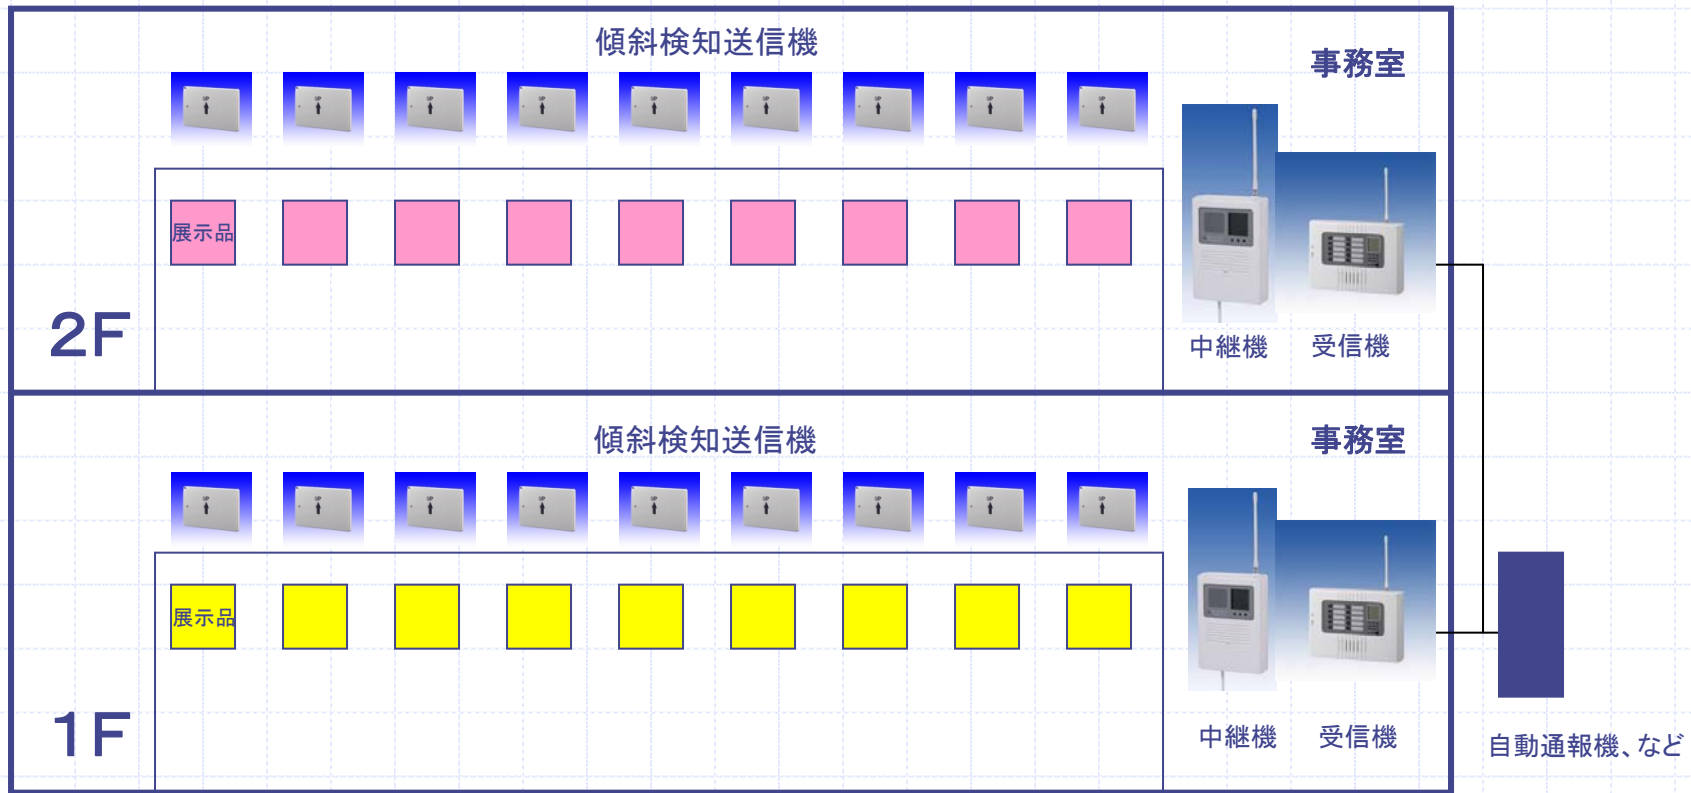 傾斜検知送信機
事務室
展示品
2F
中継機
受信機
傾斜検知送信機
事務室
展示品
1F
中継機
受信機
自動通報機、など